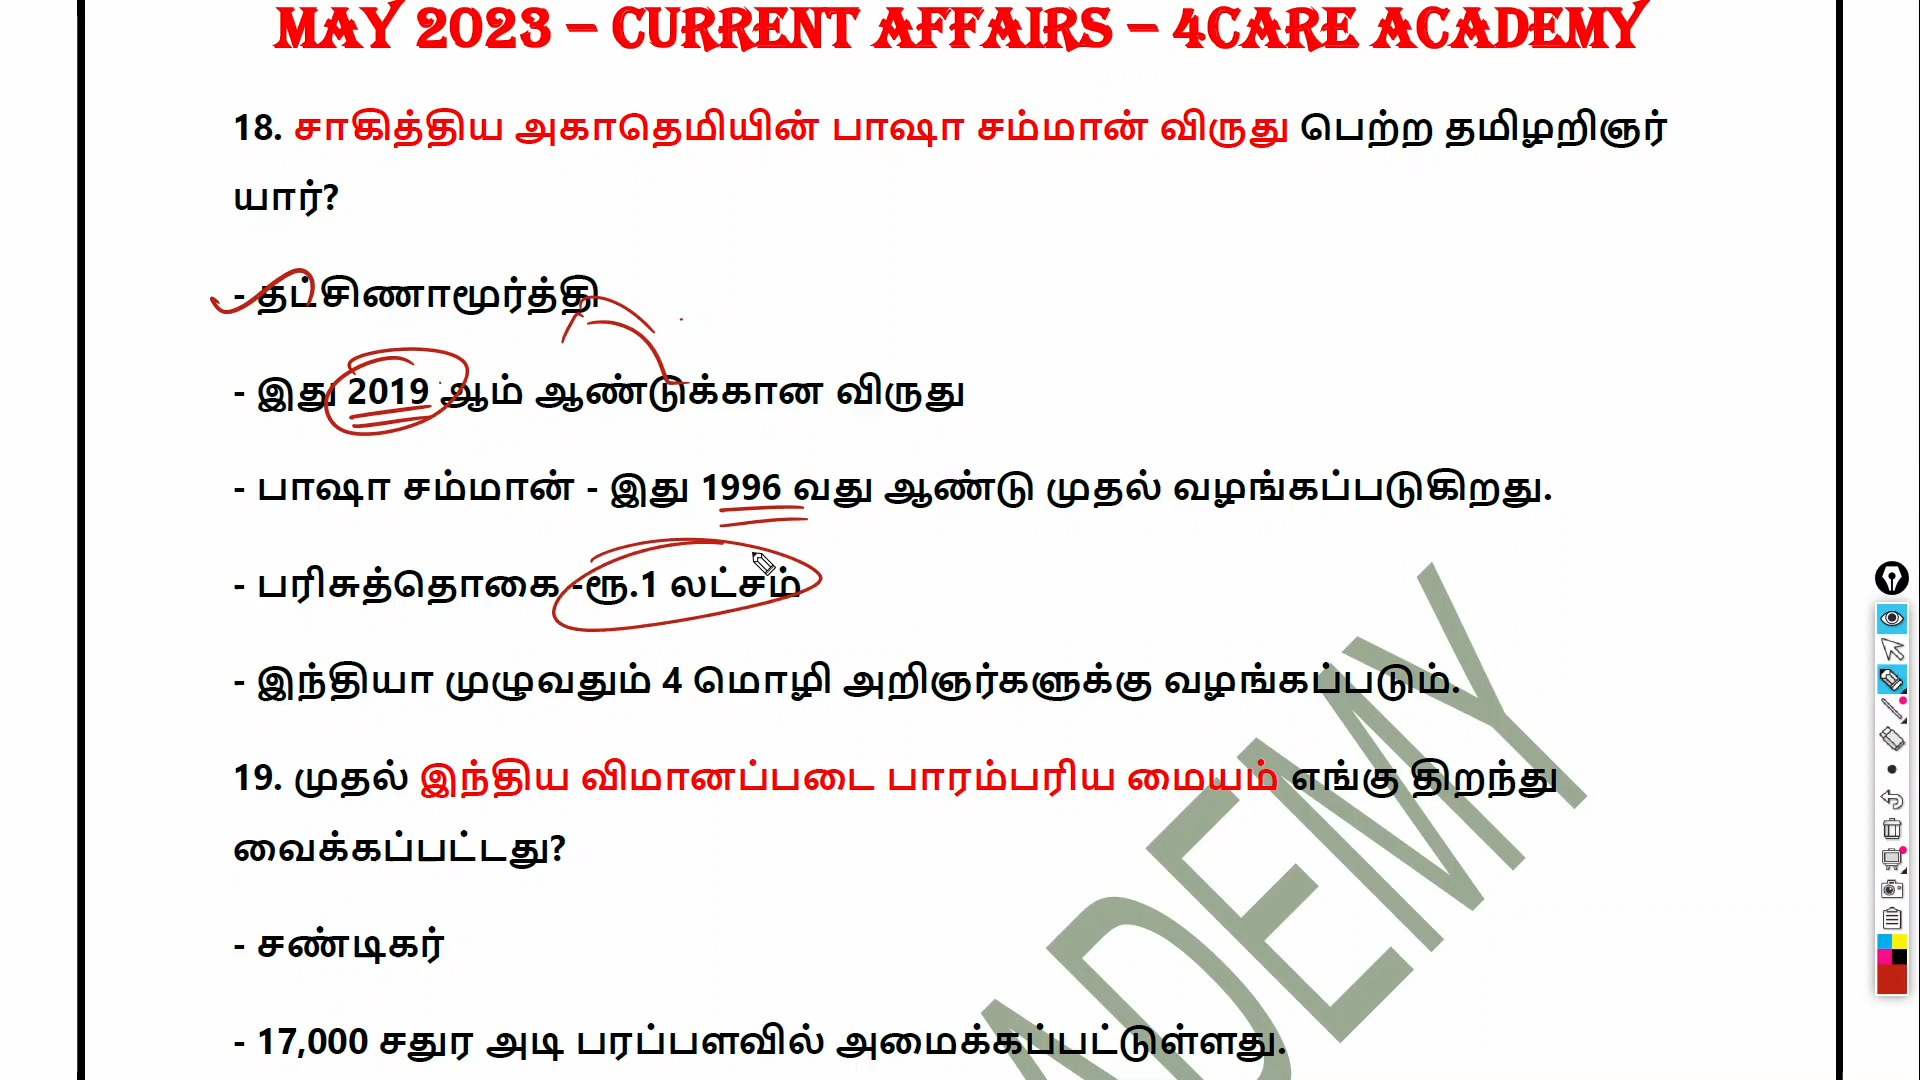 MAY 2023 – CURRENT AFFAIRS – 4CARE ACADEMY
18. சாகித்திய அகாதெமியின் பாஷா சம்மான் விருது பெற்ற தமிழறிஞர்
யார்?
- தட்சிணாமூர்த்தி
- இது 2019 ஆம் ஆண்டுக்கான விருது
- பாஷா சம்மான் - இது 1996 வது ஆண்டு முதல் வழங்கப்படுகிறது.
- பரிசுத்தொகை -ரூ.1 லட்சம்
- இந்தியா முழுவதும் 4 மொழி அறிஞர்களுக்கு வழங்கப்படும்.
19. முதல் இந்திய விமானப்படை பாரம்பரிய மையம் எங்கு திறந்து
வைக்கப்பட்டது?
- சண்டிகர்
- 17,000 சதுர அடி பரப்பளவில் அமைக்கப்பட்டுள்ளது.
ADEMY